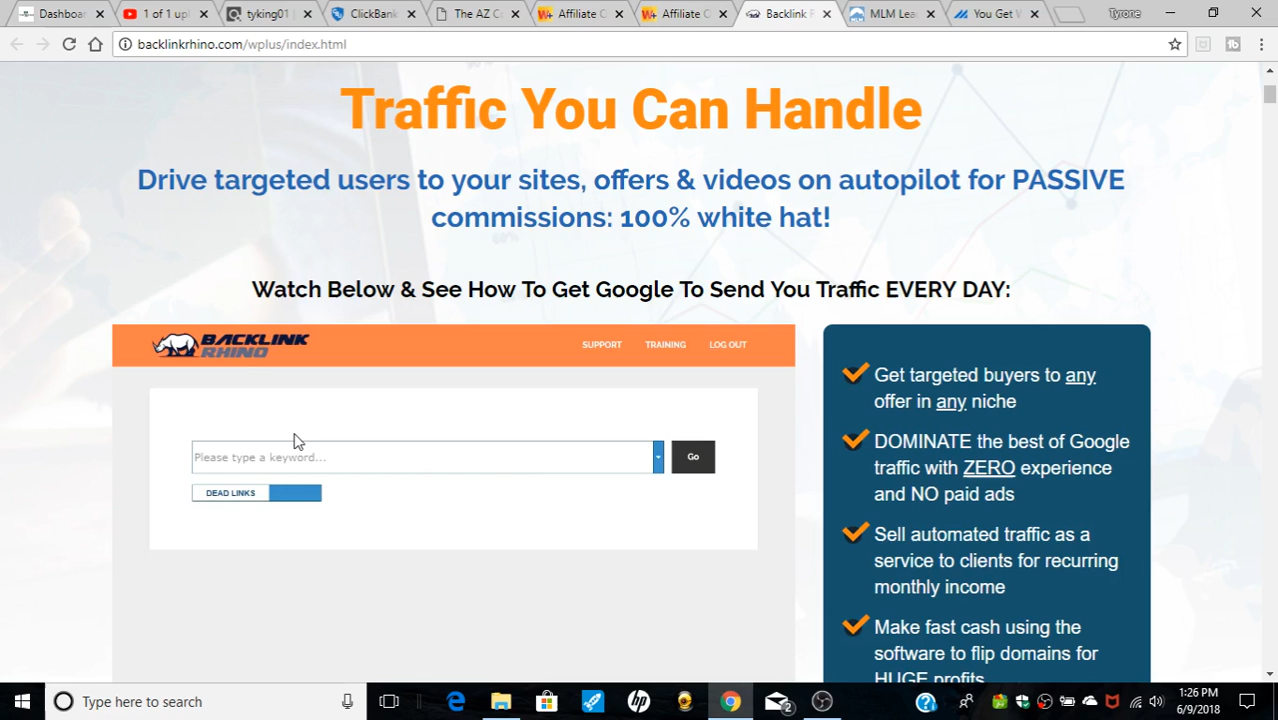 Dashboard
1 of 1 up
tyking01 |
ClickBank
The AZ C
Affiliate C
Affiliate C
Backlink R
MLM Lea
You Get W
Tyrone
backlinkrhino.com/wplus/index.html
Traffic You Can Handle
Drive targeted users to your sites, offers & videos on autopilot for PASSIVE
commissions: 100% white hat!
Watch Below & See How To Get Google To Send You Traffic EVERY DAY:
BACKLINK
RHINO
SUPPORT TRAINING LOG OUT
Please type a keyword...
Go
DEAD LINKS
Get targeted buyers to any
offer in any niche
DOMINATE the best of Google
traffic with ZERO experience
and NO paid ads
Sell automated traffic as a
service to clients for recurring
monthly income
Make fast cash using the
software to flip domains for
HUGE profits
Type here to search
2
1:26 PM
6/9/2018